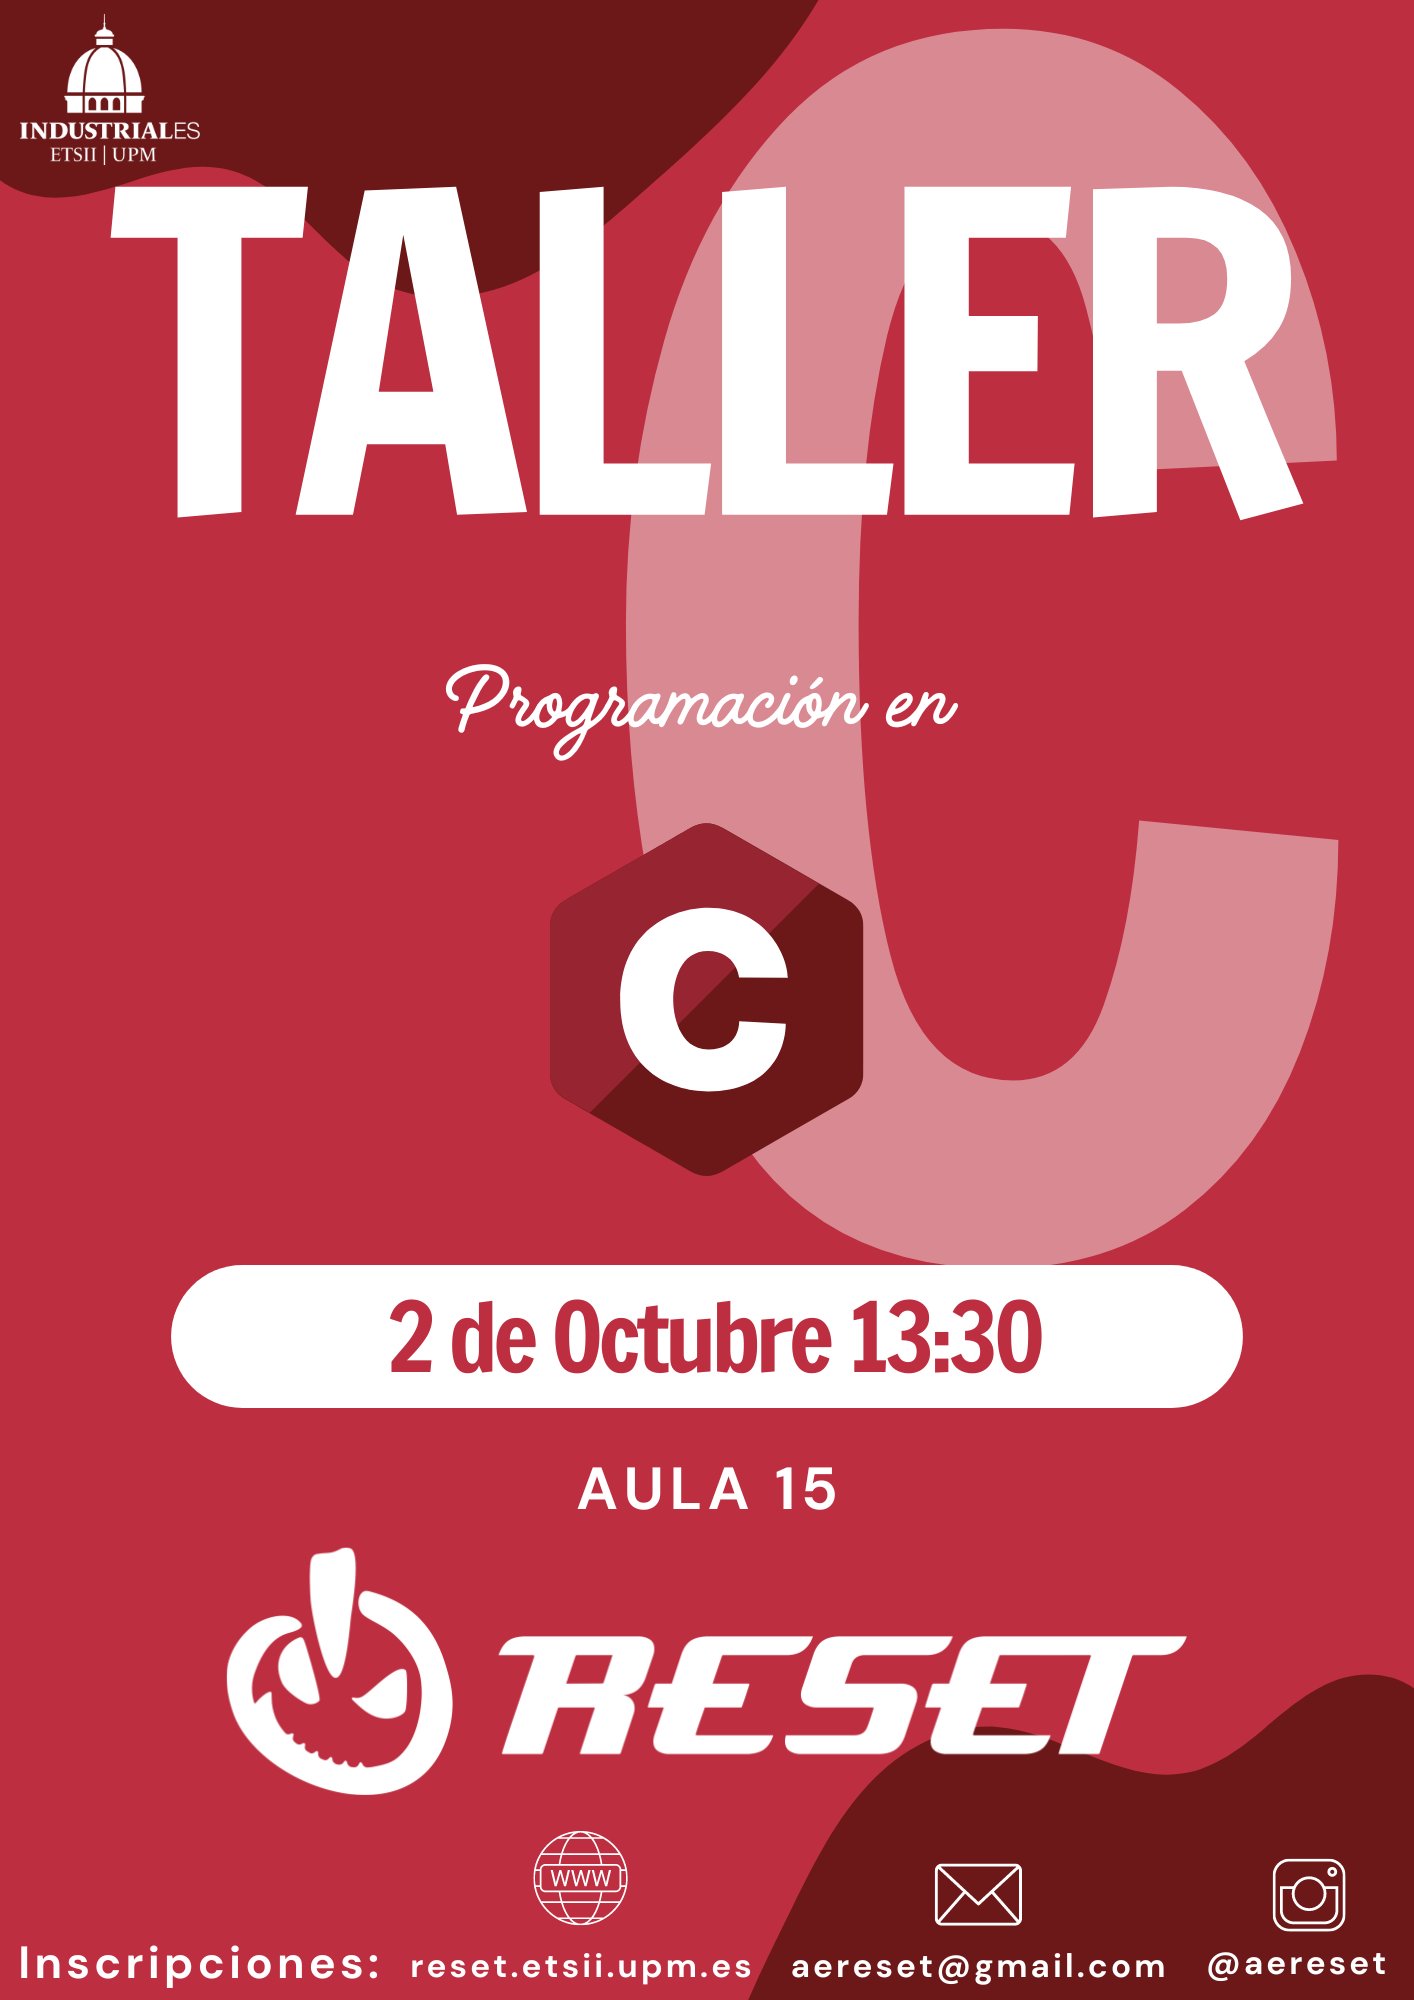 INDUSTRIALES
ETSII | UPM
TALLER
Programación en
C
2 de Octubre 13:30
AULA 15
RESET
WWW
Inscripciones: reset.etsii.upm.es aereset@gmail.com @aereset